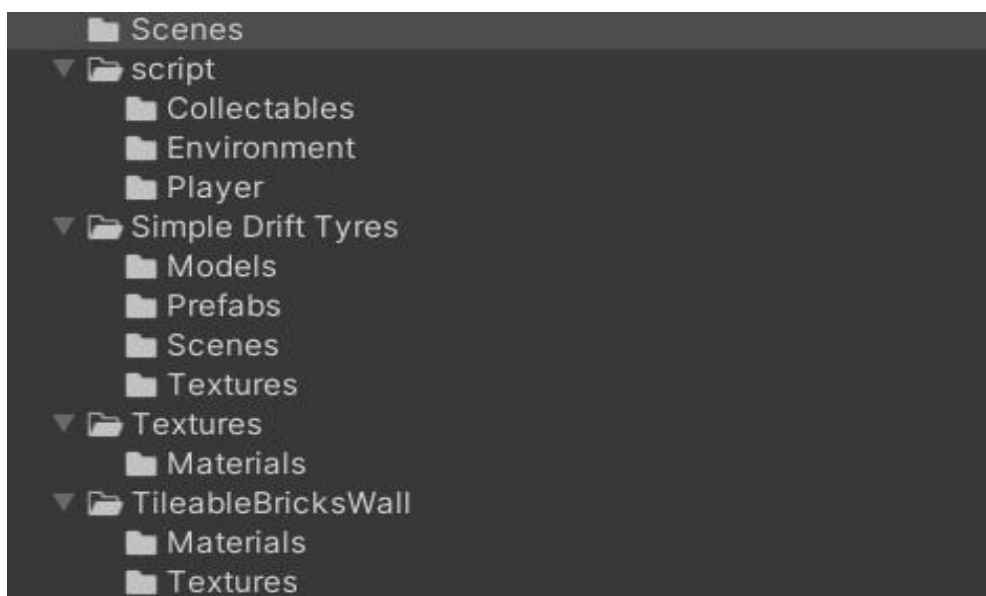 Scenes
script
Collectables
Environment
Player
Simple Drift Tyres
Models
Prefabs
Scenes
Textures
Textures
Materials
TileableBricksWall
Materials
Textures